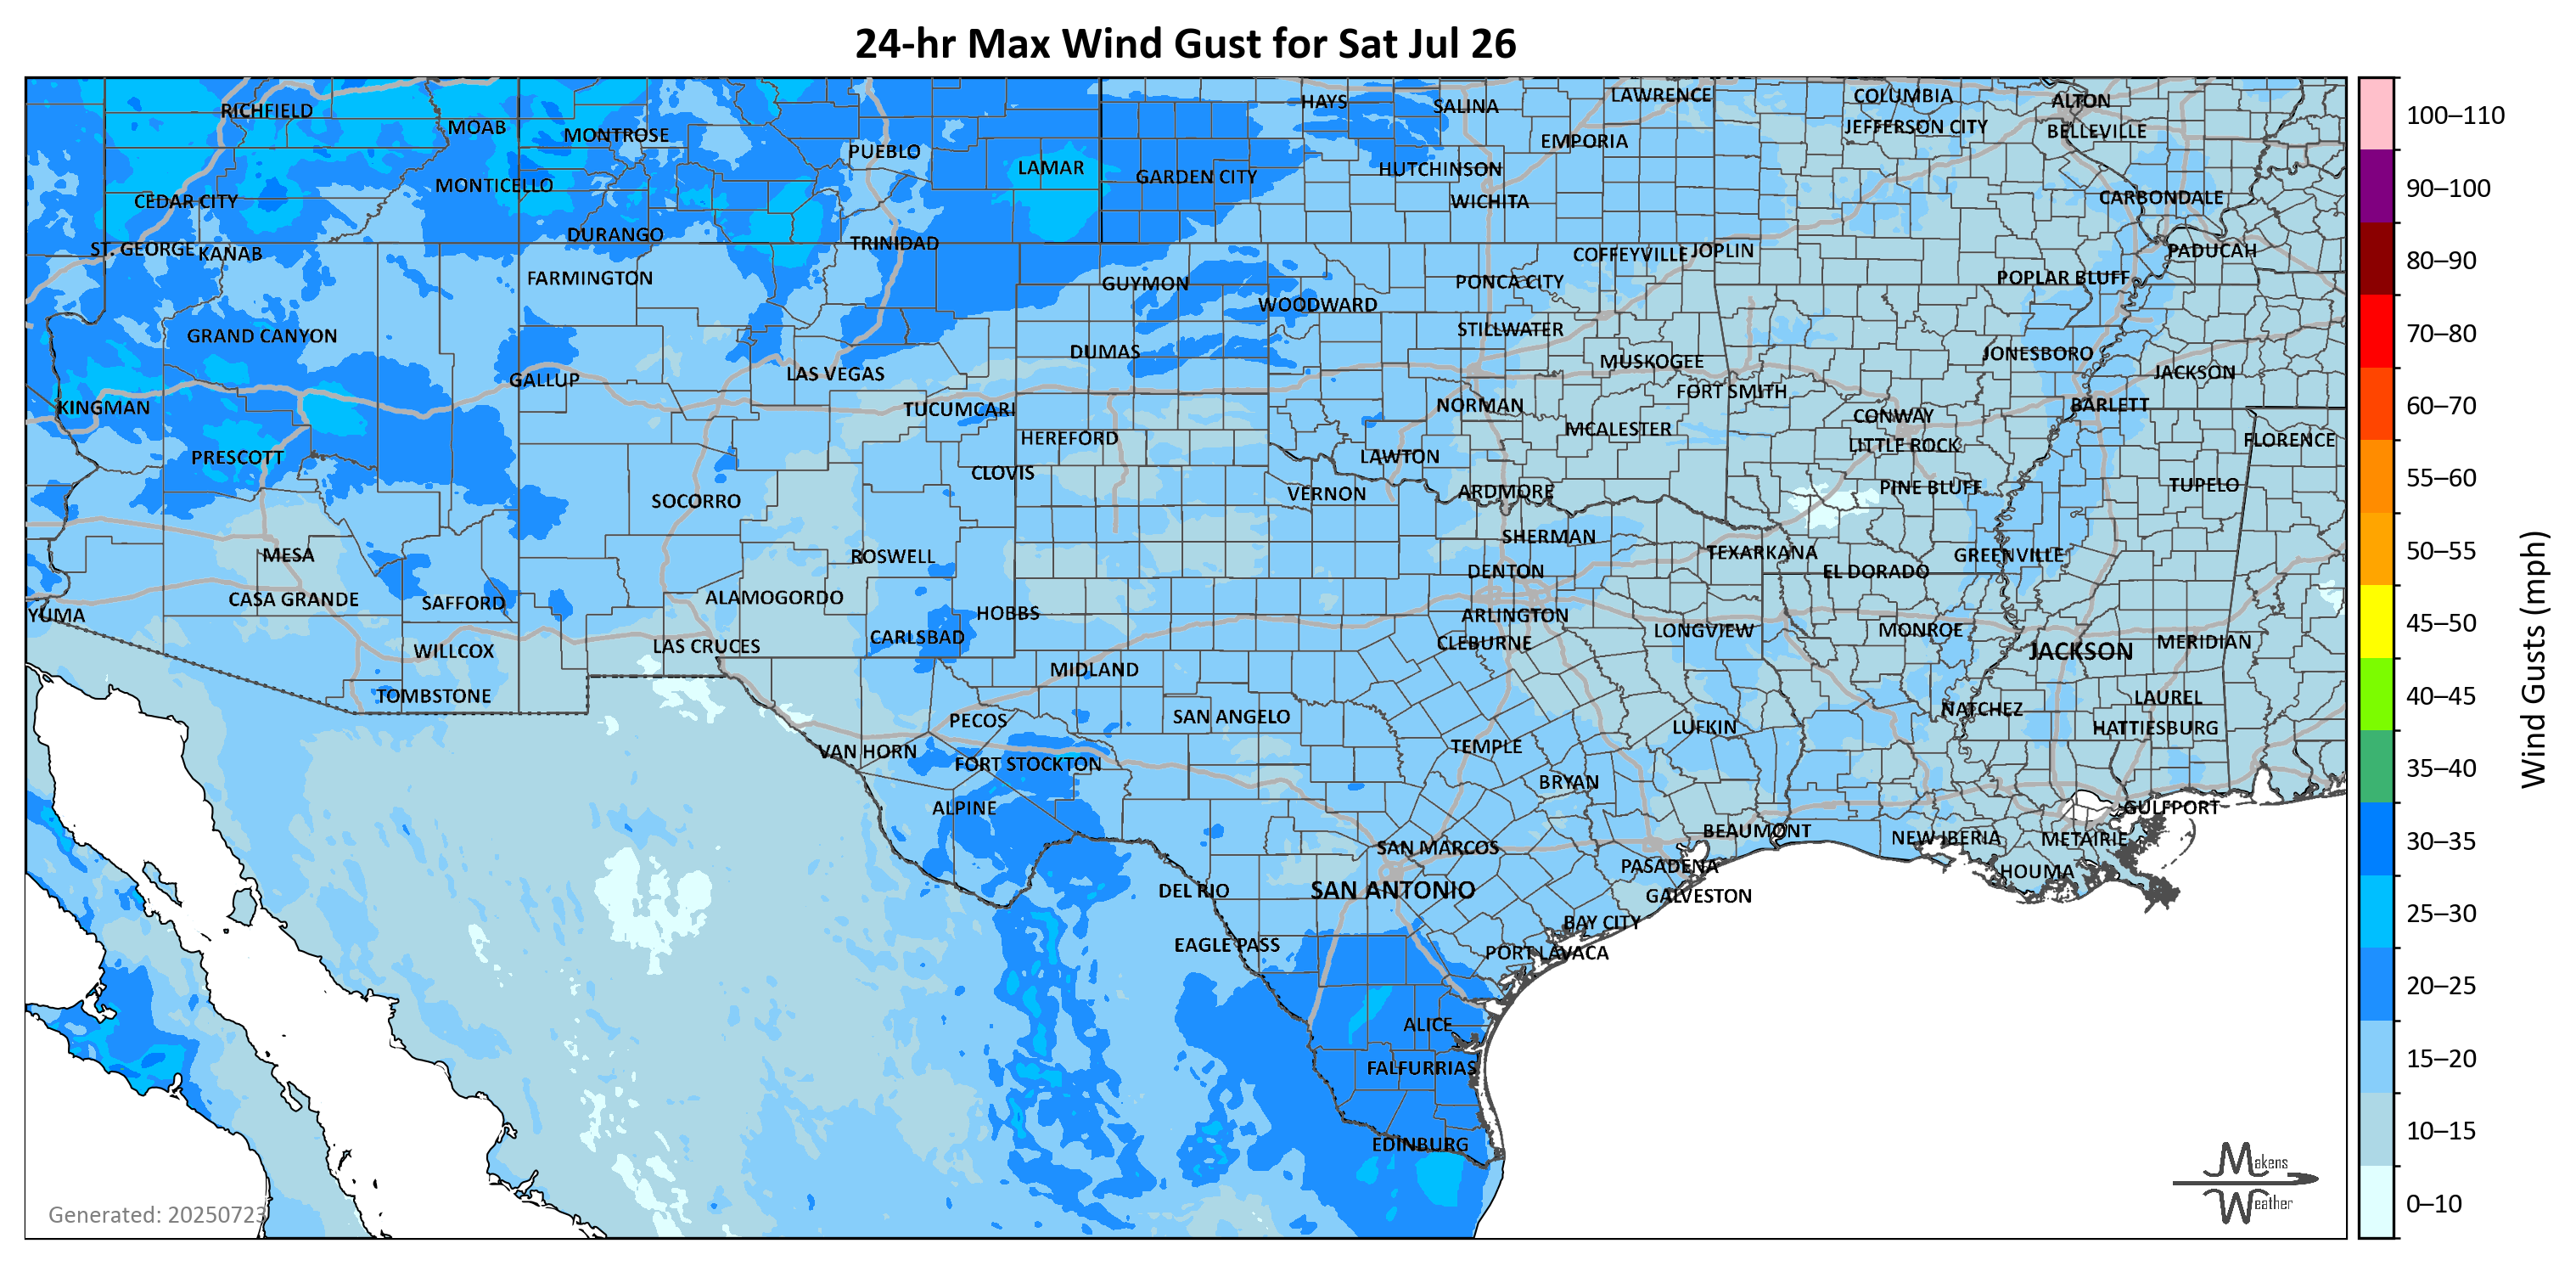 24-hr Max Wind Gust for Sat Jul 26
RICHFIELD
MOAB
MONTROSE
PUEBLO
LAMAR
HAYS
SALINA
LAWRENCE
COLUMBIA
ALTON
JEFFERSON CITY
BELLEVILLE
EMPORIA
HUTCHINSON
GARDEN CITY
MONTICELLO
CEDAR CITY
WICHITA
CARBONDALE
DURANGO
TRINIDAD
ST. GEORGE
KANAB
COFFEYVILLE
JOPLIN
PADUCAH
FARMINGTON
GUYMON
PONCA CITY
POPLAR BLUFF
WOODWARD
GRAND CANYON
STILLWATER
DUMAS
JONESBORO
MUSKOGEE
JACKSON
GALLUP
LAS VEGAS
FORT SMITH
KINGMAN
TUCUMCARI
NORMAN
CONWAY
BARLETT
HEREFORD
MCALESTER
LITTLE ROCK
FLORENCE
PRESCOTT
CLOVIS
LAWTON
SOCORRO
VERNON
ARDMORE
PINE BLUFF
TUPELO
SHERMAN
MESA
ROSWELL
TEXARKANA
GREENVILLE
DENTON
EL DORADO
CASA GRANDE
SAFFORD
ALAMOGORDO
YUMA
HOBBS
ARLINGTON
CARLSBAD
CLEBURNE
LONGVIEW
MONROE
MERIDIAN
WILLCOX
LAS CRUCES
JACKSON
MIDLAND
TOMBSTONE
LAUREL
PECOS
SAN ANGELO
NATCHEZ
LUFKIN
HATTIESBURG
VAN HORN
TEMPLE
FORT STOCKTON
BRYAN
ALPINE
GULFPORT
BEAUMONT
NEW IBERIA
METAIRIE
SAN MARCOS
PASADENA
HOUMA
DEL RIO
SAN ANTONIO
GALVESTON
BAY CITY
EAGLE PASS
PORT LAVACA
ALICE
FALFURRIAS
EDINBURG
Generated: 20250723
Makens
Weather
100–110
90–100
80–90
70–80
60–70
55–60
50–55
45–50
40–45
35–40
30–35
25–30
20–25
15–20
10–15
0–10
Wind Gusts (mph)